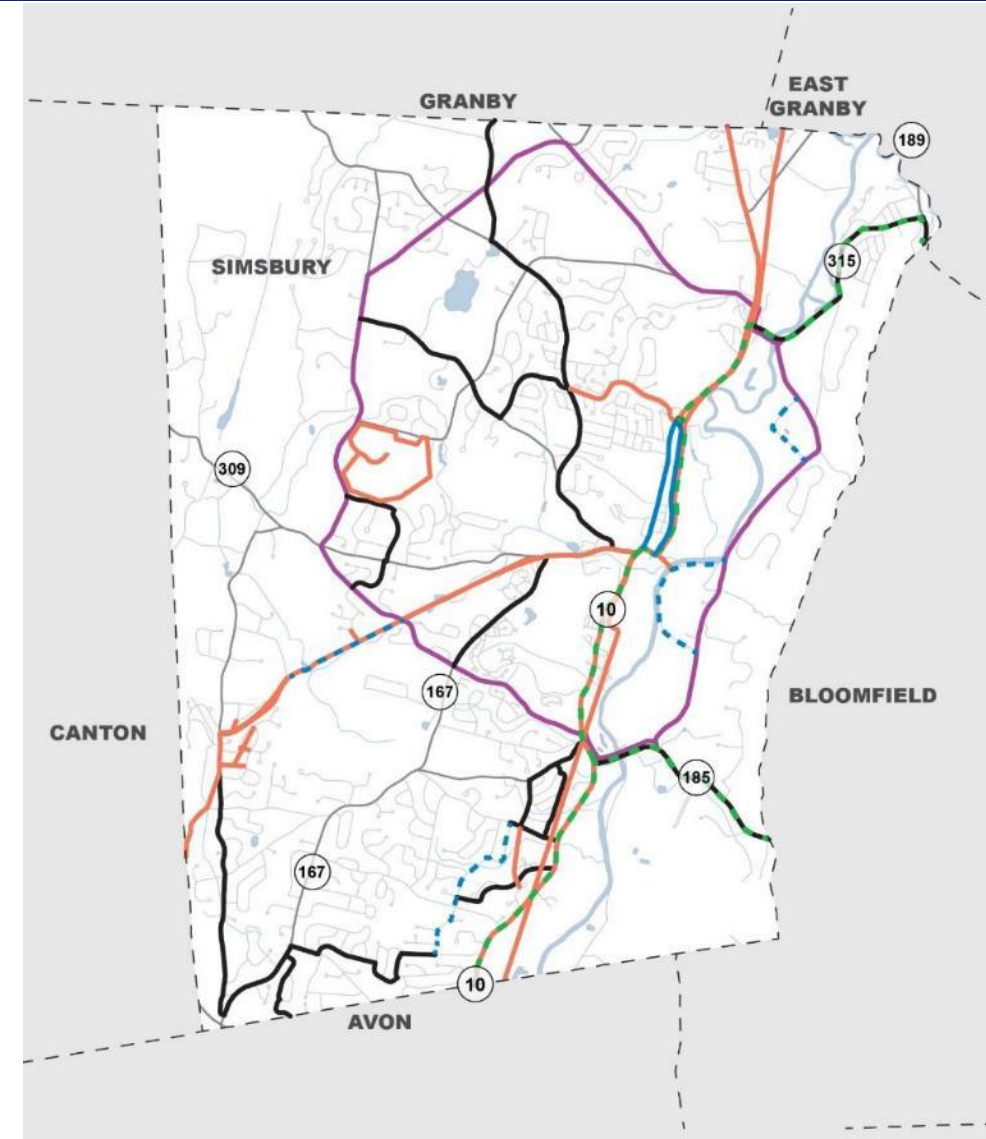 GRANBY
EAST
GRANBY
189
SIMSBURY
315
309
10
167
BLOOMFIELD
CANTON
185
167
10
AVON